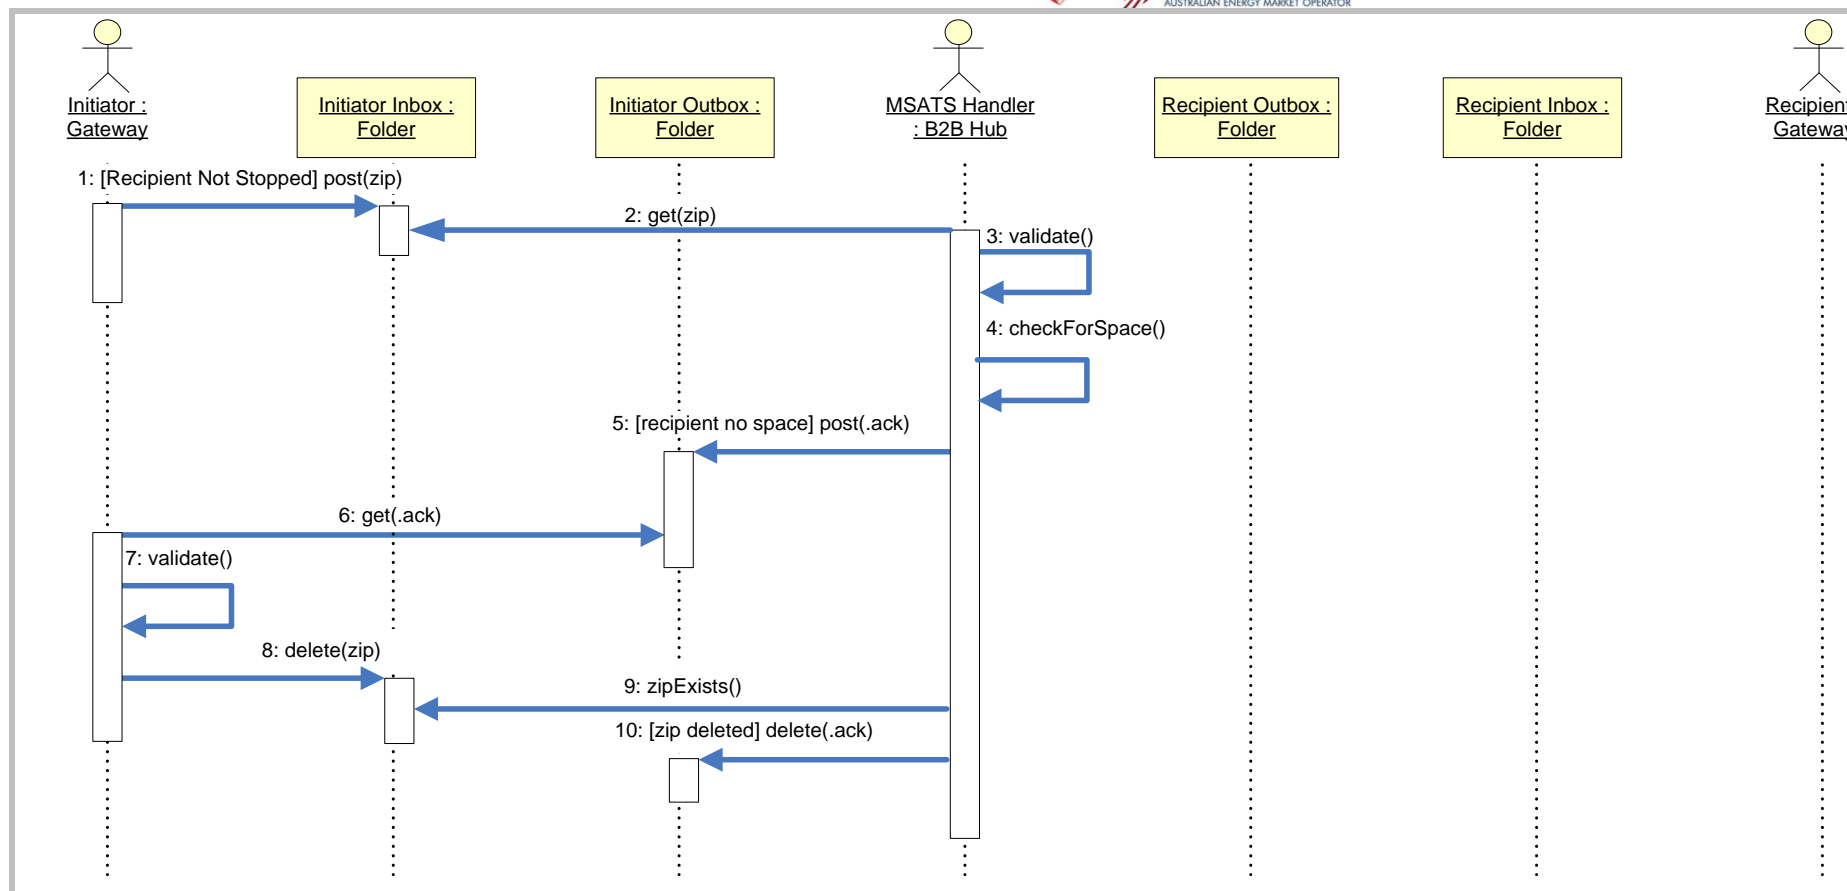 AUSTRALIAN ENERGY MARKET OPERATOR
Initiator :
Gateway
Initiator Inbox :
Folder
Initiator Outbox :
Folder
MSATS Handler
: B2B Hub
Recipient Outbox :
Folder
Recipient Inbox :
Folder
Recipient
Gateway
1: [Recipient Not Stopped] post(zip)
2: get(zip)
3: validate()
4: checkForSpace()
5: [recipient no space] post(.ack)
6: get(.ack)
7: validate()
8: delete(zip)
9: zipExists()
10: [zip deleted] delete(.ack)